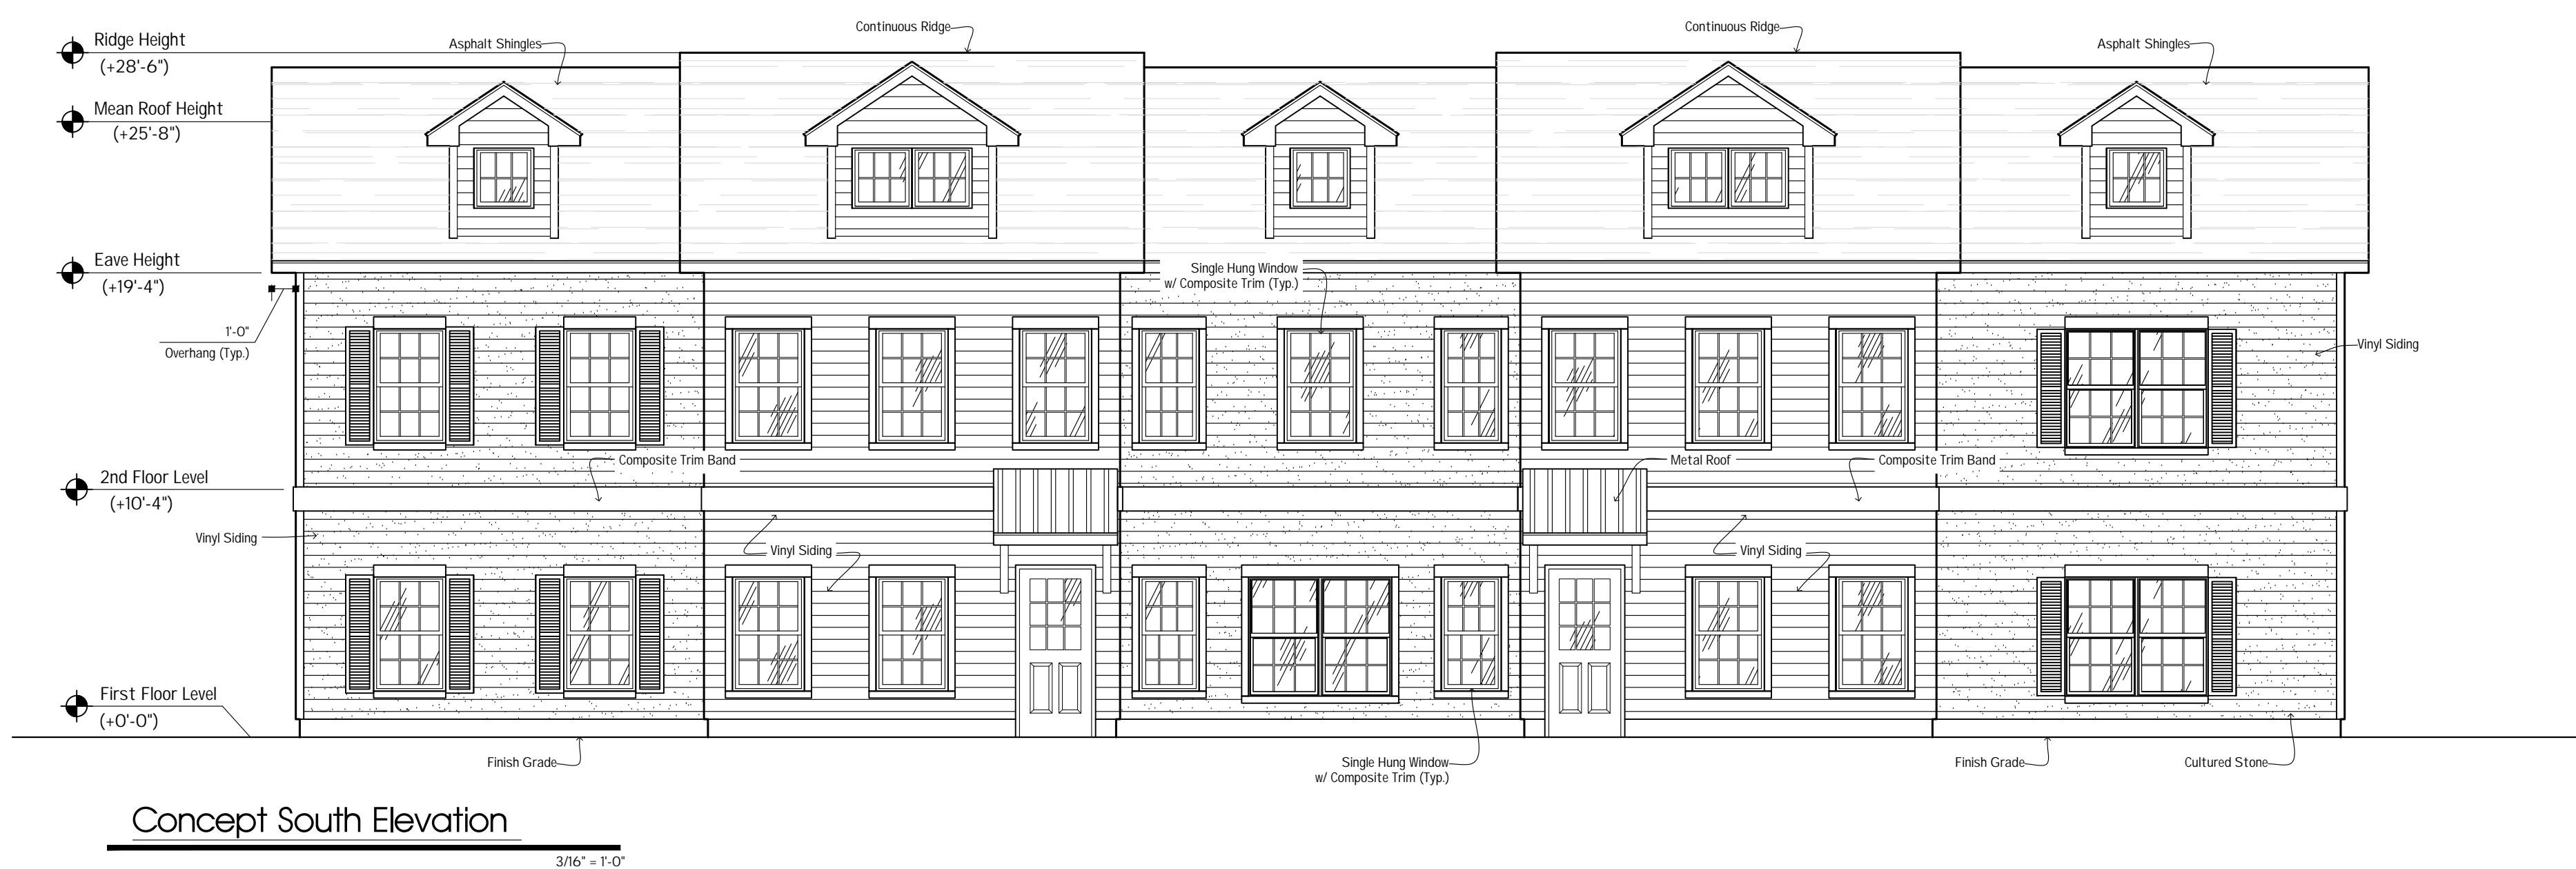 Continuous Ridge
Continuous Ridge
Ridge Height
(+28'-6")
Asphalt Shingles
Asphalt Shingles
Mean Roof Height
(+25'-8")
Eave Height
(+19'-4")
Single Hung Window
w/ Composite Trim (Typ.)
1'-0"
Overhang (Typ.)
Vinyl Siding
Composite Trim Band
Metal Roof
Composite Trim Band
2nd Floor Level
(+10'-4")
Vinyl Siding
Vinyl Siding
Vinyl Siding
First Floor Level
(+0'-0")
Finish Grade
Single Hung Window
w/ Composite Trim (Typ.)
Finish Grade
Cultured Stone
Concept South Elevation
3/16" = 1'-0"